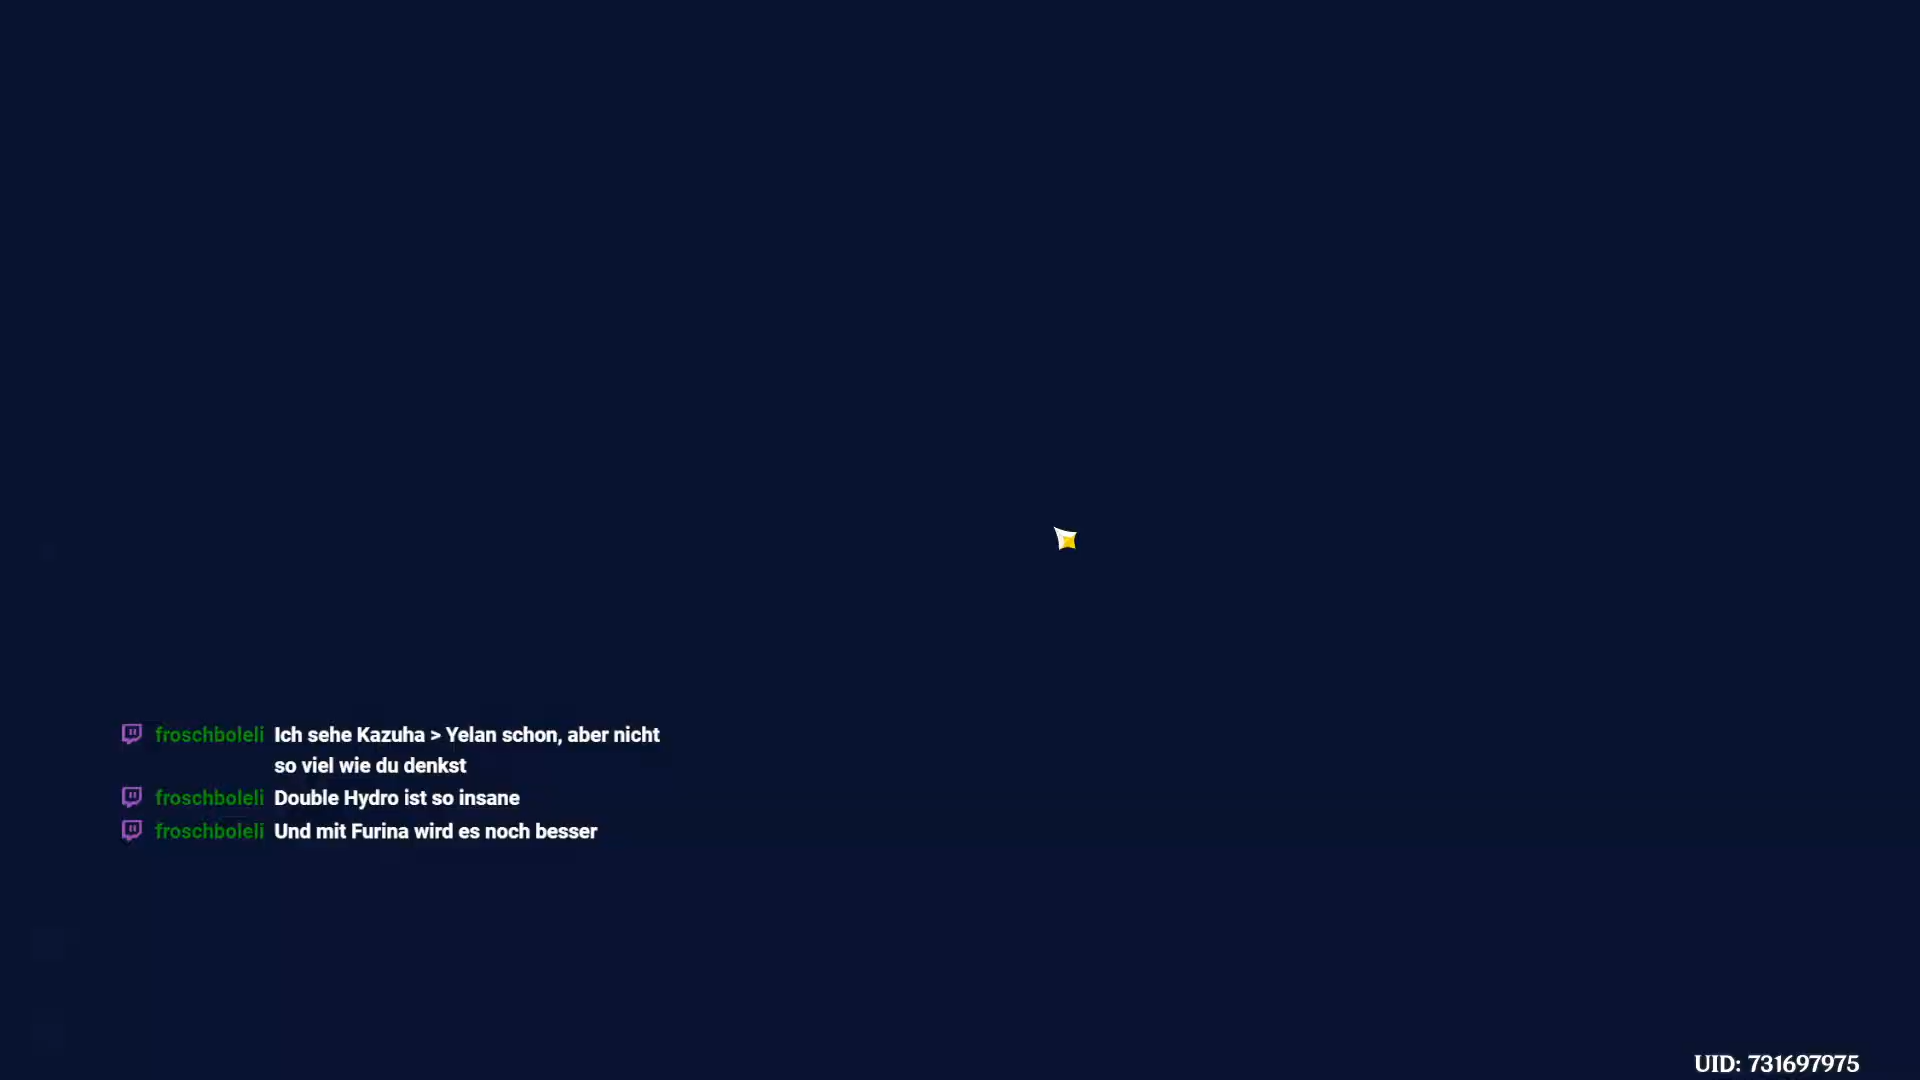 froschboleli Ich sehe Kazuha > Yelan schon, aber nicht
so viel wie du denkst
froschboleli Double Hydro ist so insane
froschboleli Und mit Furina wird es noch besser
UID: 731697975